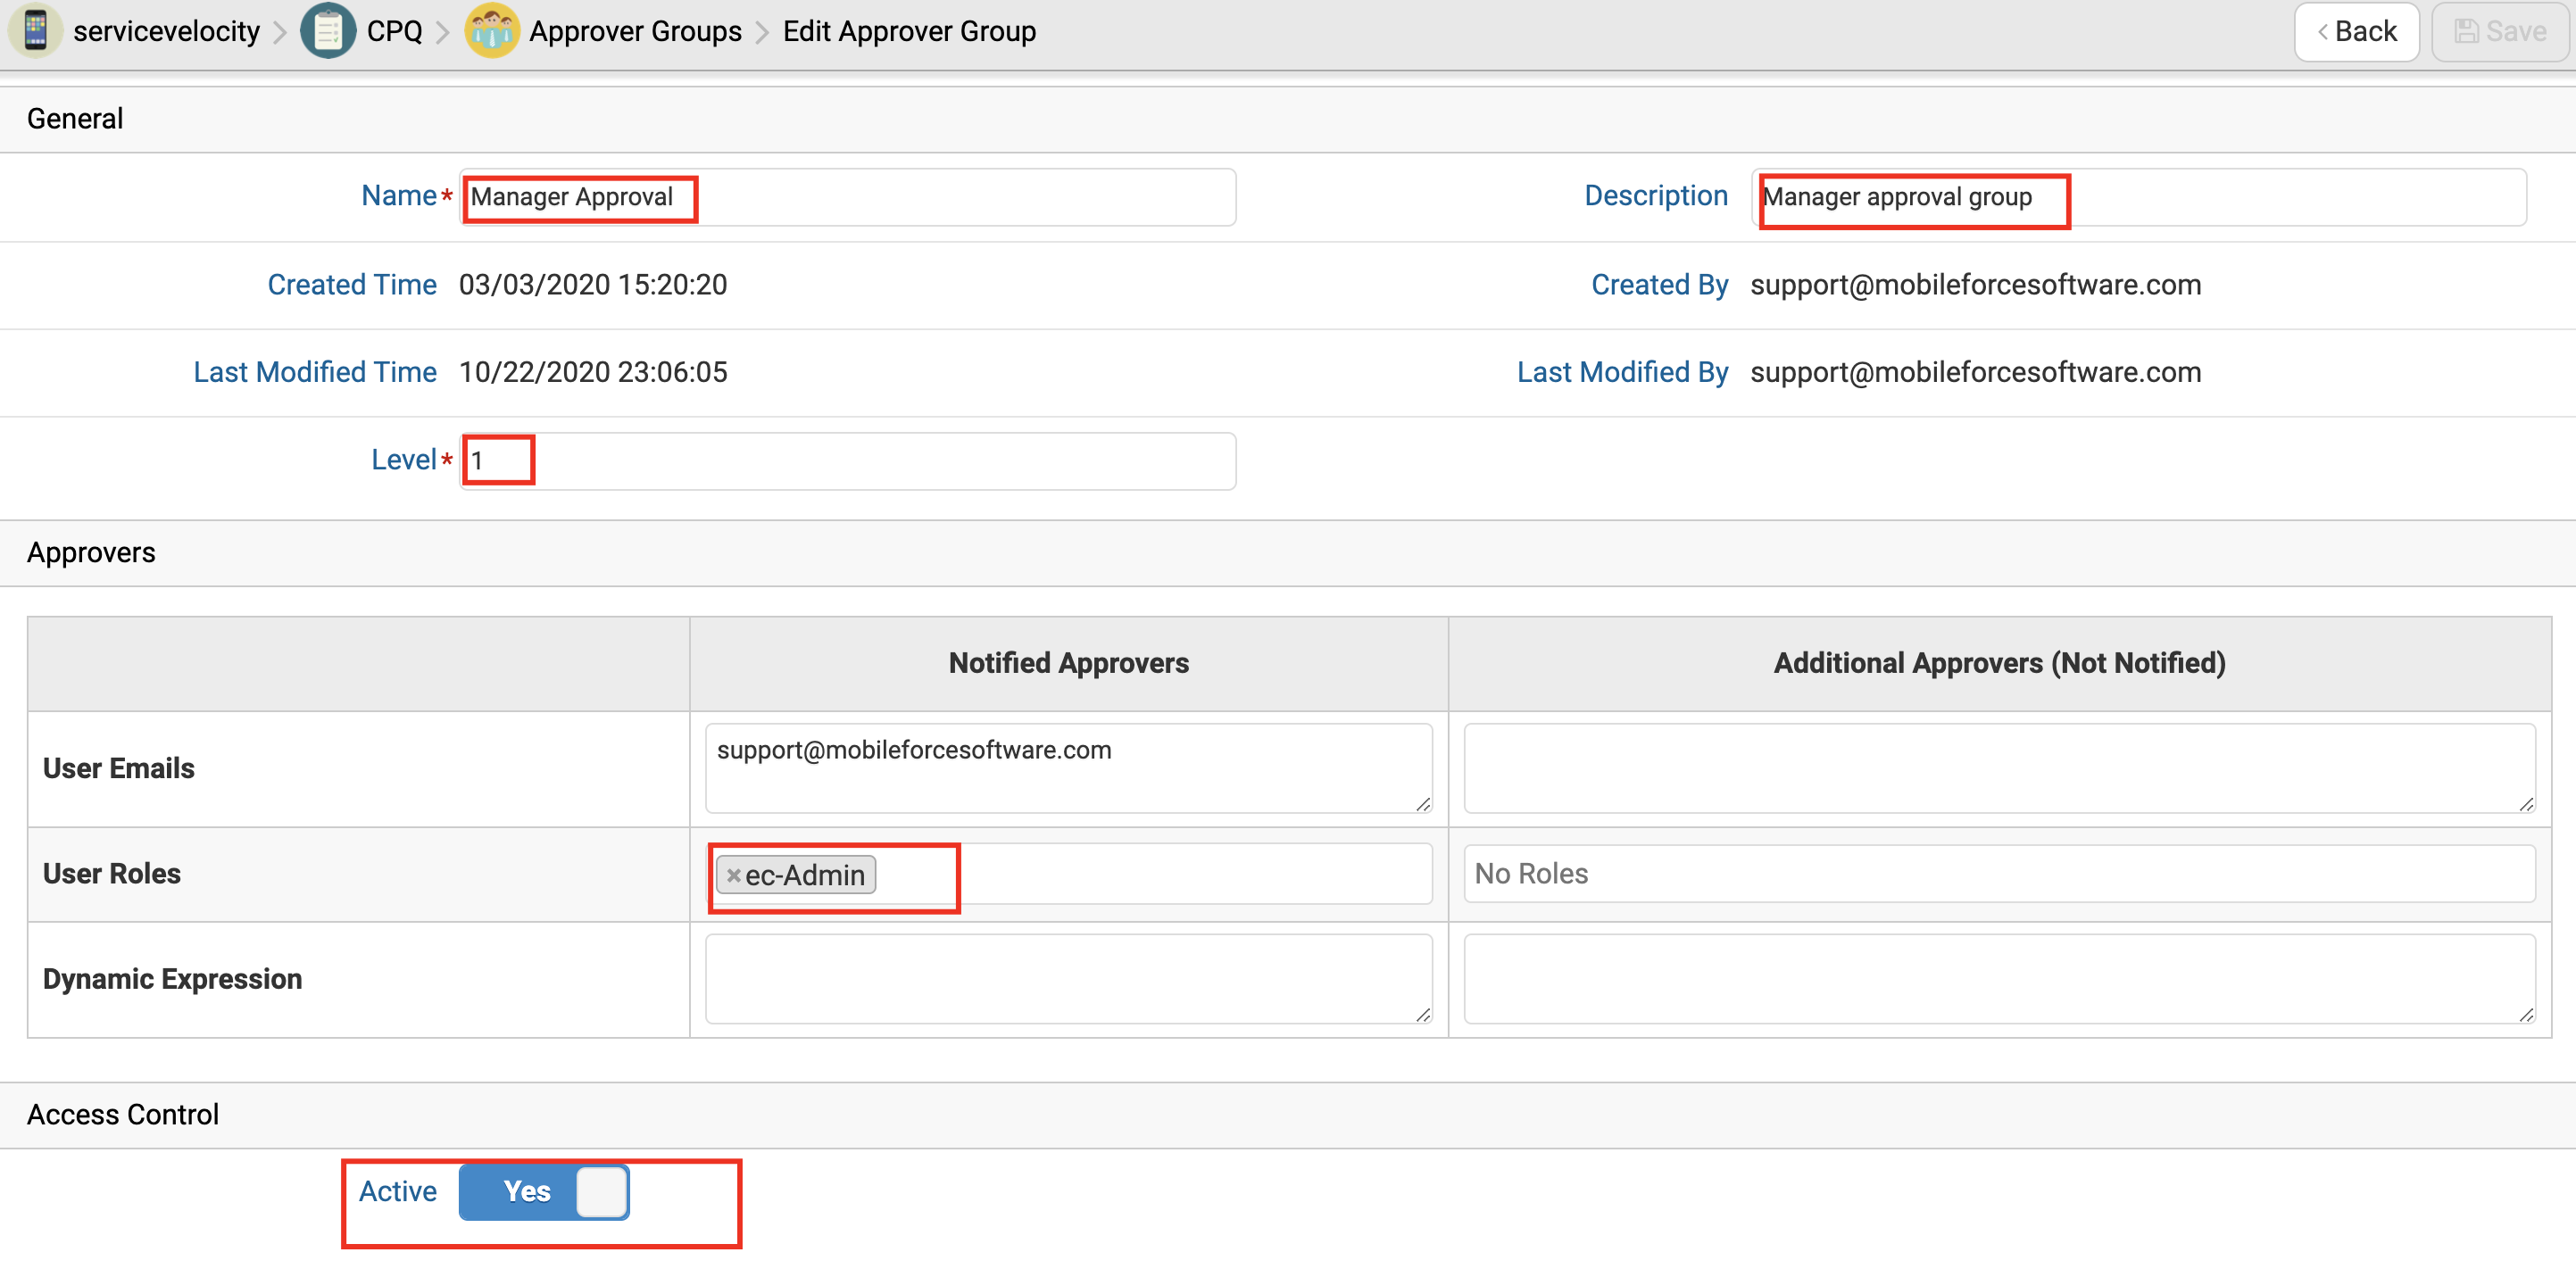 servicevelocity > CPQ > Approver Groups > Edit Approver Group
< Back
Save
General
Name* Manager Approval
Description Manager approval group
Created Time 03/03/2020 15:20:20
Created By support@mobileforcesoftware.com
Last Modified Time 10/22/2020 23:06:05
Last Modified By support@mobileforcesoftware.com
Level* 1
Approvers
Notified Approvers
Additional Approvers (Not Notified)
User Emails
support@mobileforcesoftware.com
User Roles
×ec-Admin
No Roles
Dynamic Expression
Access Control
Active Yes